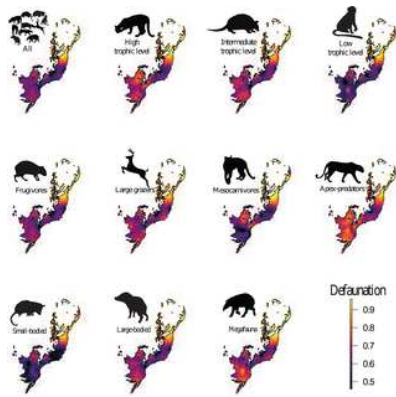 All
High
trophic level
Intermediate
trophic level
Low
trophic level
Frugivores
Large grazers
Mesocarnivores
Apex-predators
Small-bodied
Large-bodied
Megafauna
Defaunation
0.9
0.8
0.7
0.6
0.5